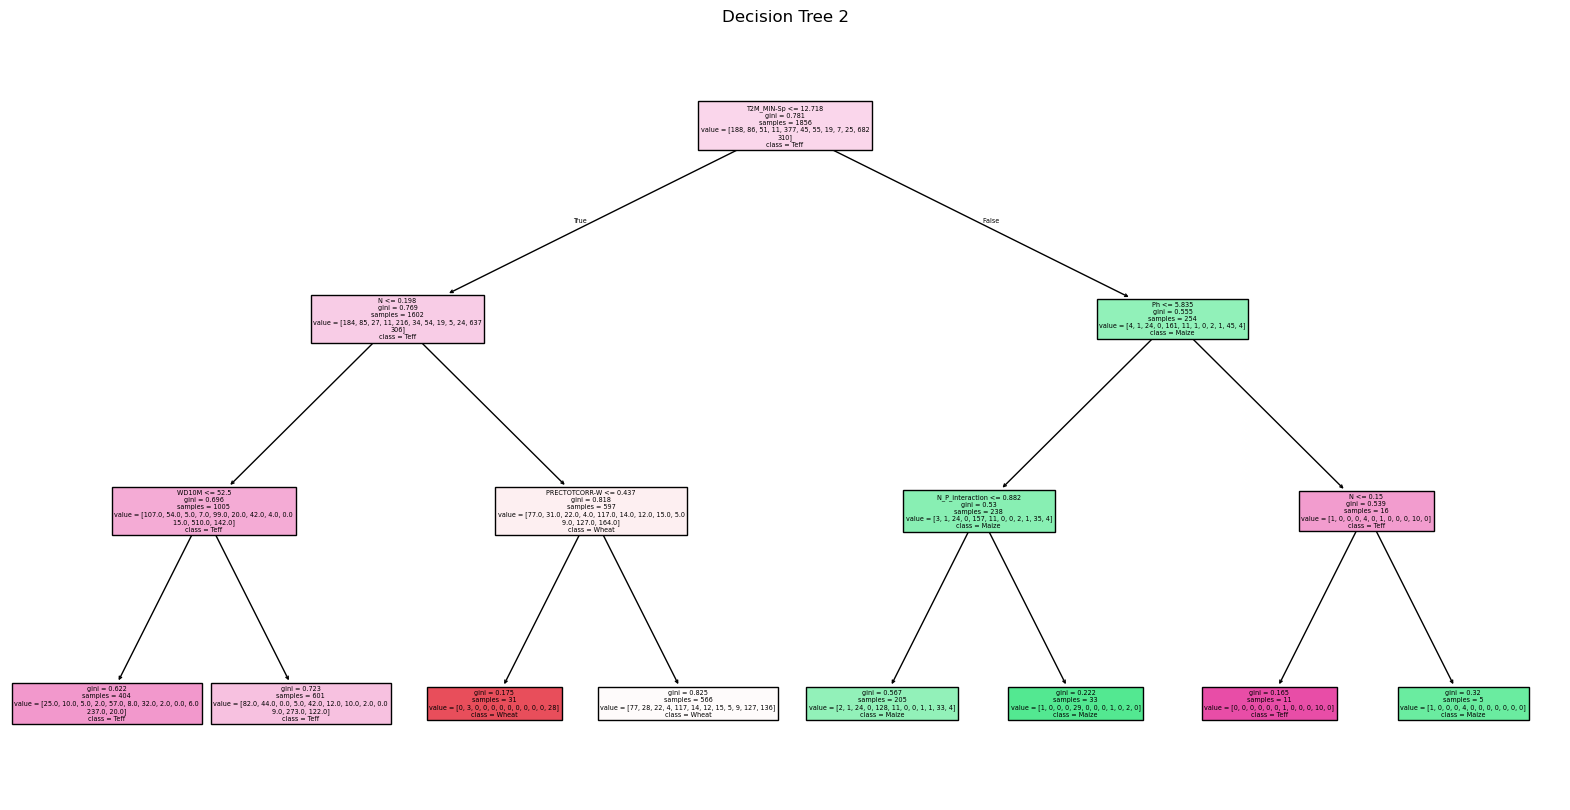 Decision Tree 2
T2M_MIN-Sp <= 12.718
gini = 0.781
samples = 1856
value = [188, 86, 51, 11, 377, 45, 55, 19, 7, 25, 682
310]
class = Teff
True
False
N <= 0.198
gini = 0.769
samples = 1602
value = [184, 85, 27, 11, 216, 34, 54, 19, 5, 24, 637
306]
class = Teff
Ph <= 5.835
gini = 0.555
samples = 254
value = [4, 1, 24, 0, 161, 11, 1, 0, 2, 1, 45, 4]
class = Maize
WD10M <= 52.5
gini = 0.696
samples = 1005
value = [107.0, 54.0, 5.0, 7.0, 99.0, 20.0, 42.0, 4.0, 0.0
15.0, 510.0, 142.0]
class = Teff
PRECTOTCORR-W <= 0.437
gini = 0.818
samples = 597
value = [77.0, 31.0, 22.0, 4.0, 117.0, 14.0, 12.0, 15.0, 5.0
9.0, 127.0, 164.0]
class = Wheat
N_P_interaction <= 0.882
gini = 0.53
samples = 238
value = [3, 1, 24, 0, 157, 11, 0, 0, 2, 1, 35, 4]
class = Maize
N <= 0.15
gini = 0.539
samples = 16
value = [1, 0, 0, 0, 4, 0, 1, 0, 0, 0, 10, 0]
class = Teff
gini = 0.622
samples = 404
value = [25.0, 10.0, 5.0, 2.0, 57.0, 8.0, 32.0, 2.0, 0.0, 6.0
237.0, 20.0]
class = Teff
gini = 0.723
samples = 601
value = [82.0, 44.0, 0.0, 5.0, 42.0, 12.0, 10.0, 2.0, 0.0
9.0, 273.0, 122.0]
class = Teff
gini = 0.175
samples = 31
value = [0, 3, 0, 0, 0, 0, 0, 0, 0, 0, 0, 28]
class = Wheat
gini = 0.825
samples = 566
value = [77, 28, 22, 4, 117, 14, 12, 15, 5, 9, 127, 136]
class = Wheat
gini = 0.567
samples = 205
value = [2, 1, 24, 0, 128, 11, 0, 0, 1, 1, 33, 4]
class = Maize
gini = 0.222
samples = 33
value = [1, 0, 0, 0, 29, 0, 0, 0, 1, 0, 2, 0]
class = Maize
gini = 0.165
samples = 11
value = [0, 0, 0, 0, 0, 0, 1, 0, 0, 0, 10, 0]
class = Teff
gini = 0.32
samples = 5
value = [1, 0, 0, 0, 4, 0, 0, 0, 0, 0, 0, 0]
class = Maize